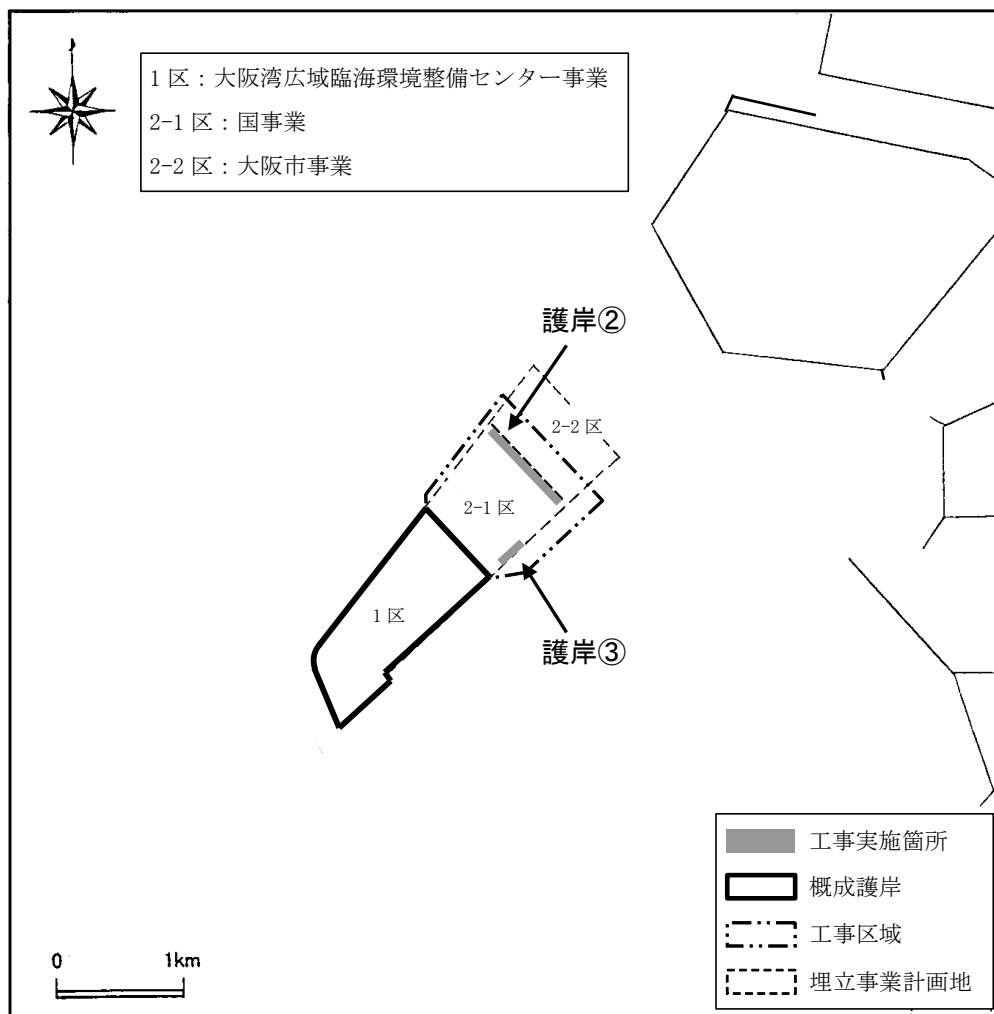 1区：大阪湾広域臨海環境整備センター事業
2-1区：国事業
2-2区：大阪市事業
護岸②
2-2区
2-1区
1区
護岸③
工事実施箇所
概成護岸
工事区域
埋立事業計画地
0 1km